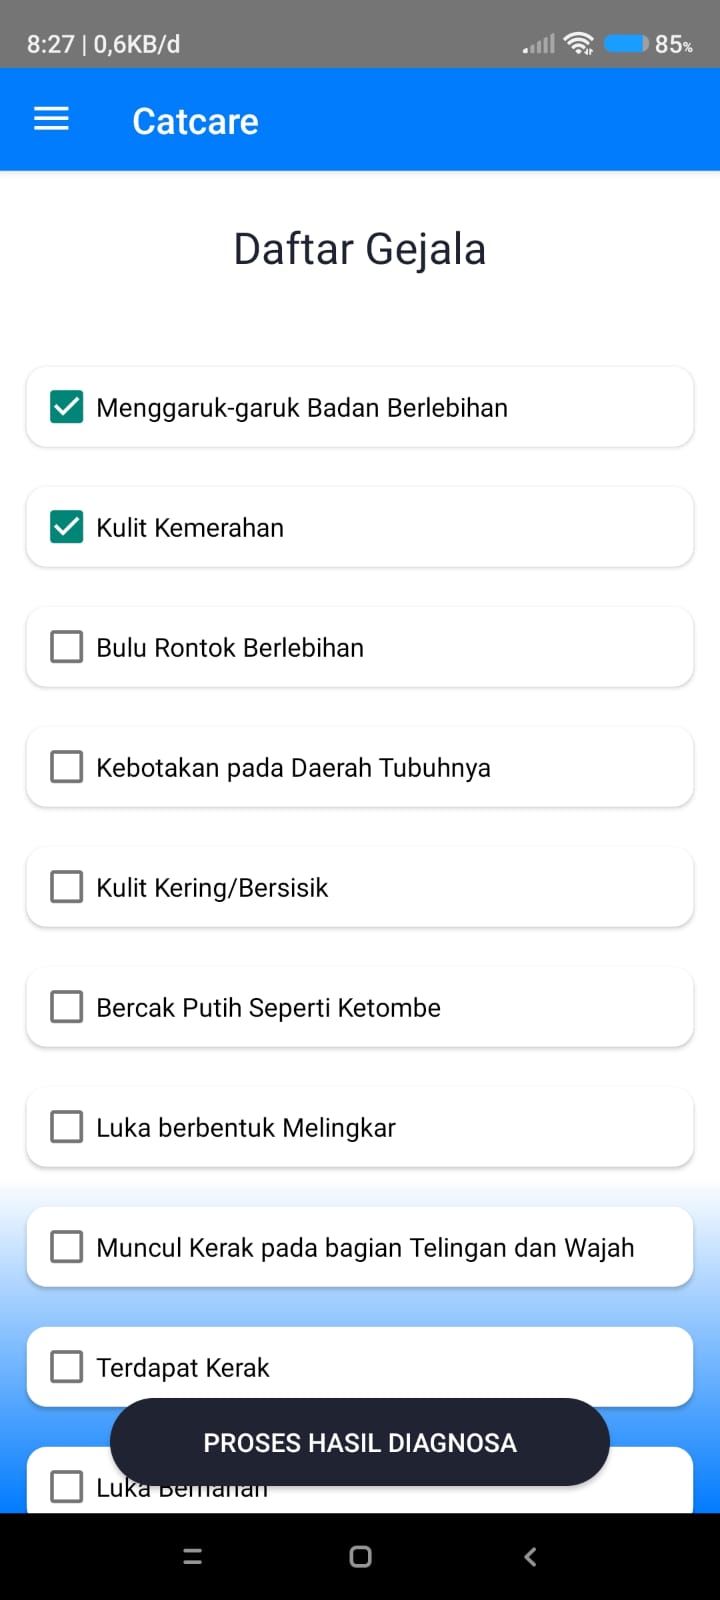 8:27 | 0,6KB/d
85%
Catcare
Daftar Gejala
Menggaruk-garuk Badan Berlebihan
Kulit Kemerahan
Bulu Rontok Berlebihan
Kebotakan pada Daerah Tubuhnya
Kulit Kering/Bersisik
Bercak Putih Seperti Ketombe
Luka berbentuk Melingkar
Muncul Kerak pada bagian Telingan dan Wajah
Terdapat Kerak
PROSES HASIL DIAGNOSA
Luka